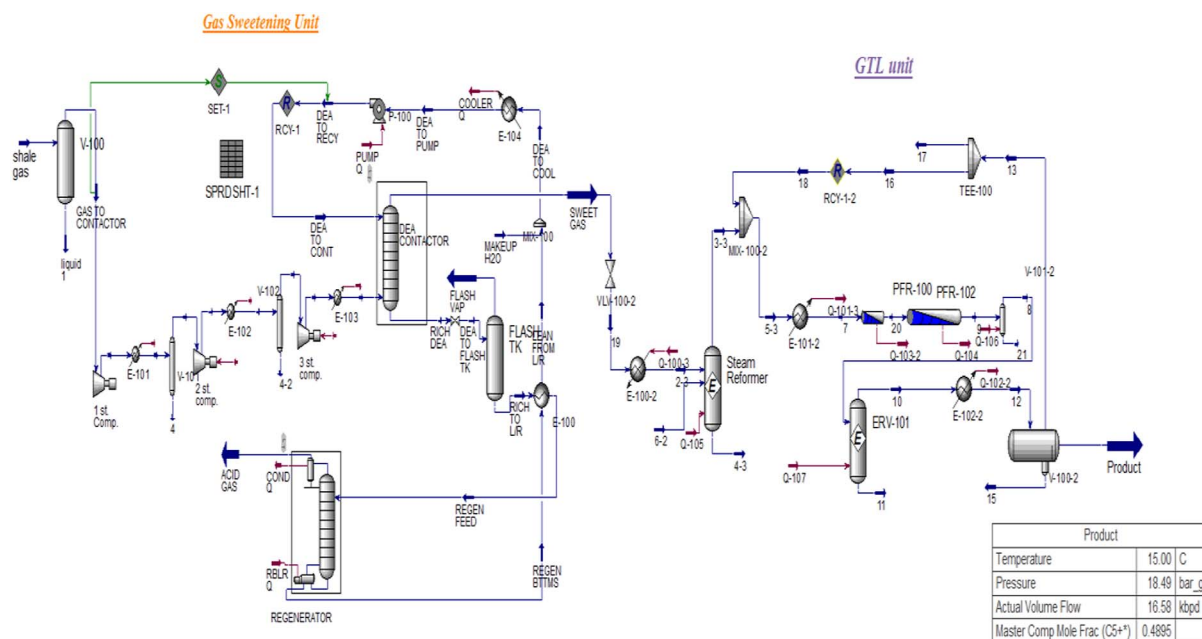 Gas Sweetening Unit
GTL unit
S
SET-1
R
RCY-1
DEA
TO
RECY
P-100
PUMP
Q
DEA
TO
PUMP
COOLER
Q
E-104
DEA
TO
COOL
V-100
shale
gas
SPRDSHT-1
GAS TO
CONTACTOR
liquid
1
DEA
TO
CONT
DEA
CONTACTOR
SWEET
GAS
MAKEUP
H2O
MIX-100
FLASH
VAP
RICH
DEA
DEA
TO
FLASH
TK
FLASH
TK
LEAN
FROM
L/R
RICH
TO
L/R
E-100
1 st.
Comp.
E-101
V-101
4
2 st.
comp.
E-102
V-102
4-2
3 st.
comp.
E-103
ACID
GAS
COND
Q
RBLR
Q
REGENERATOR
REGEN
FEED
REGEN
BTTMS
VLV-100-2
19
E-100-2
Q-100-3
2-3
6-2
Q-105
Steam
Reformer
E
4-3
3-3
MIX-100-2
18
R
RCY-1-2
16
17
TEE-100
13
5-3
E-101-2
Q-101-3
7
PFR-100
Q-103-2
20
PFR-102
Q-104
9
Q-106
V-101-2
8
21
ERV-101
E
Q-107
11
10
E-102-2
Q-102-2
12
V-100-2
15
Product
Product
Temperature 15.00 C
Pressure 18.49 bar_g
Actual Volume Flow 16.58 kbpd
Master Comp Mole Frac (C5+*) 0.4895